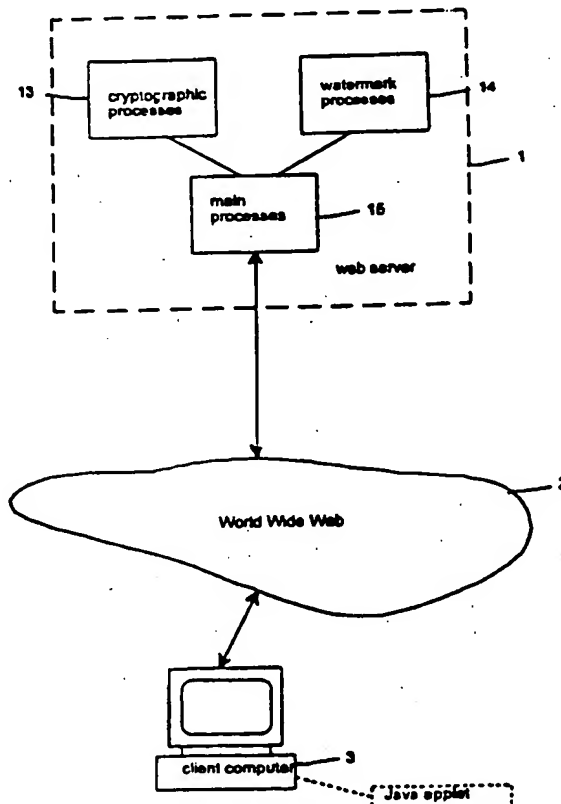 13
cryptographic
processes
watermark
processes
14
1
main
processes
15
web server
World Wide Web
client computer
3
Java applet